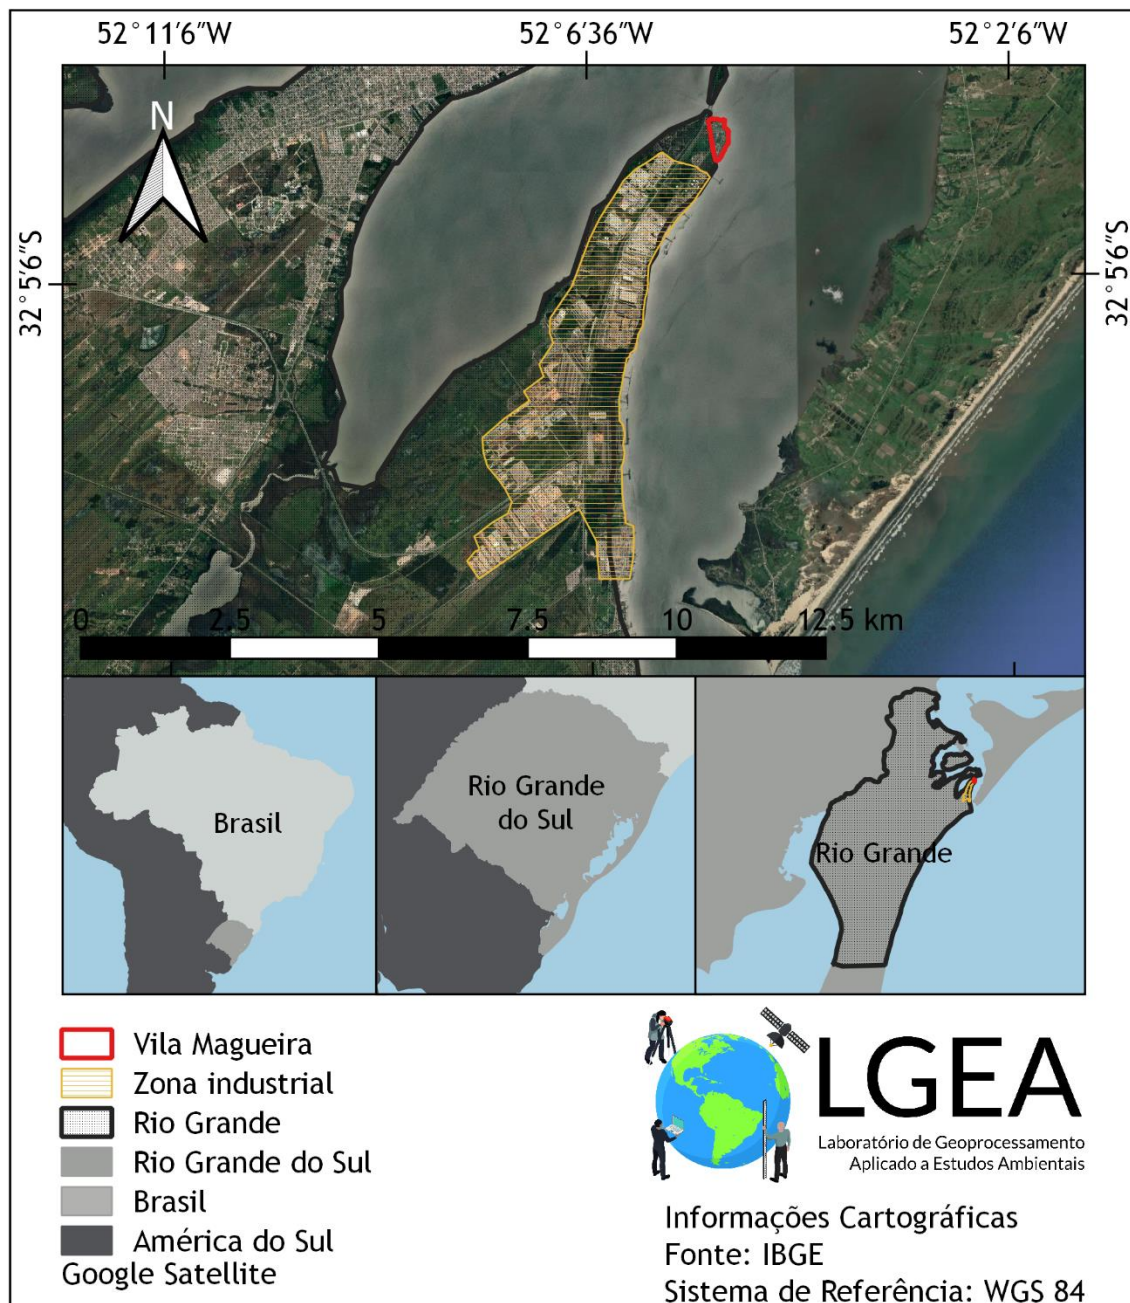 52°11'6"W
52°6'36"W
52°2'6"W
N
32°5'6"S
32°5'6"S
0 2.5 5 7.5 10 12.5 km
Brasil
Rio Grande
do Sul
Rio Grande
Vila Magueira
Zona industrial
Rio Grande
Rio Grande do Sul
Brasil
América do Sul
Google Satellite
LGEA
Laboratório de Geoprocessamento
Aplicado a Estudos Ambientais
Informações Cartográficas
Fonte: IBGE
Sistema de Referência: WGS 84